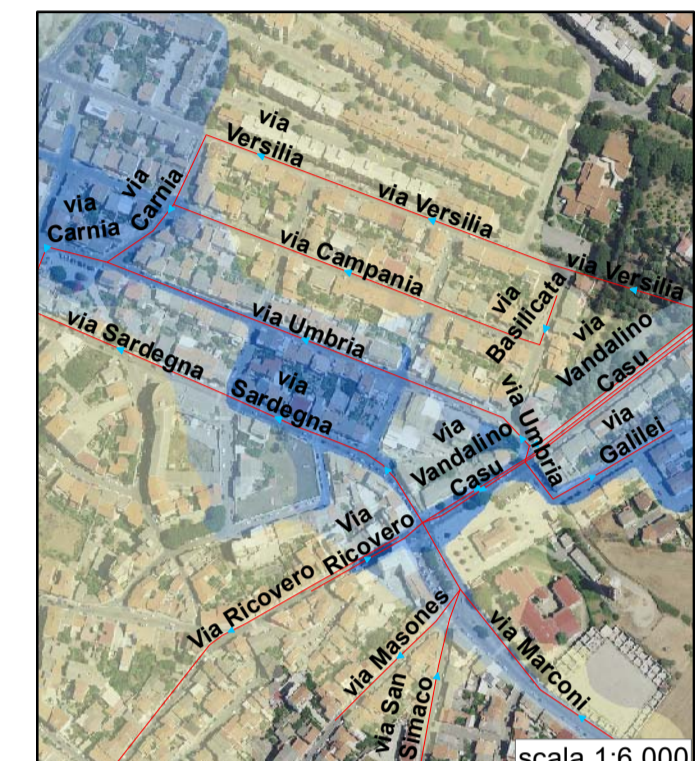 via
Versilia
via Versilia
via
Carnia
via
Carnia
via Campania
via Versilia
via
Basilicata
via Umbria
via
Vandalino
Casu
via Sardegna
via
Sardegna
via Umbria
via
Galilei
via
Vandalino
Casu
Via
Ricovero
Via Ricovero
via Masones
via Marconi
via San
Simaco
scala 1:6.000